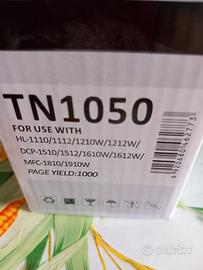 TN1050
FOR USE WITH
HL-1110/1112/1210W/1212W/
DCP-1510/1512/1610W/1612W/
MFC-1810/1910W
PAGE YIELD:1000
6920680462773
subito